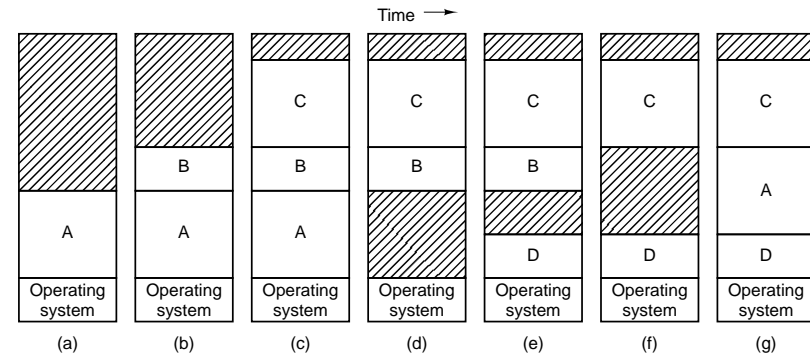 Time
C
C
C
C
C
B
B
B
B
A
A
A
A
D
D
D
Operating
system
Operating
system
Operating
system
Operating
system
Operating
system
Operating
system
Operating
system
(a)
(b)
(c)
(d)
(e)
(f)
(g)